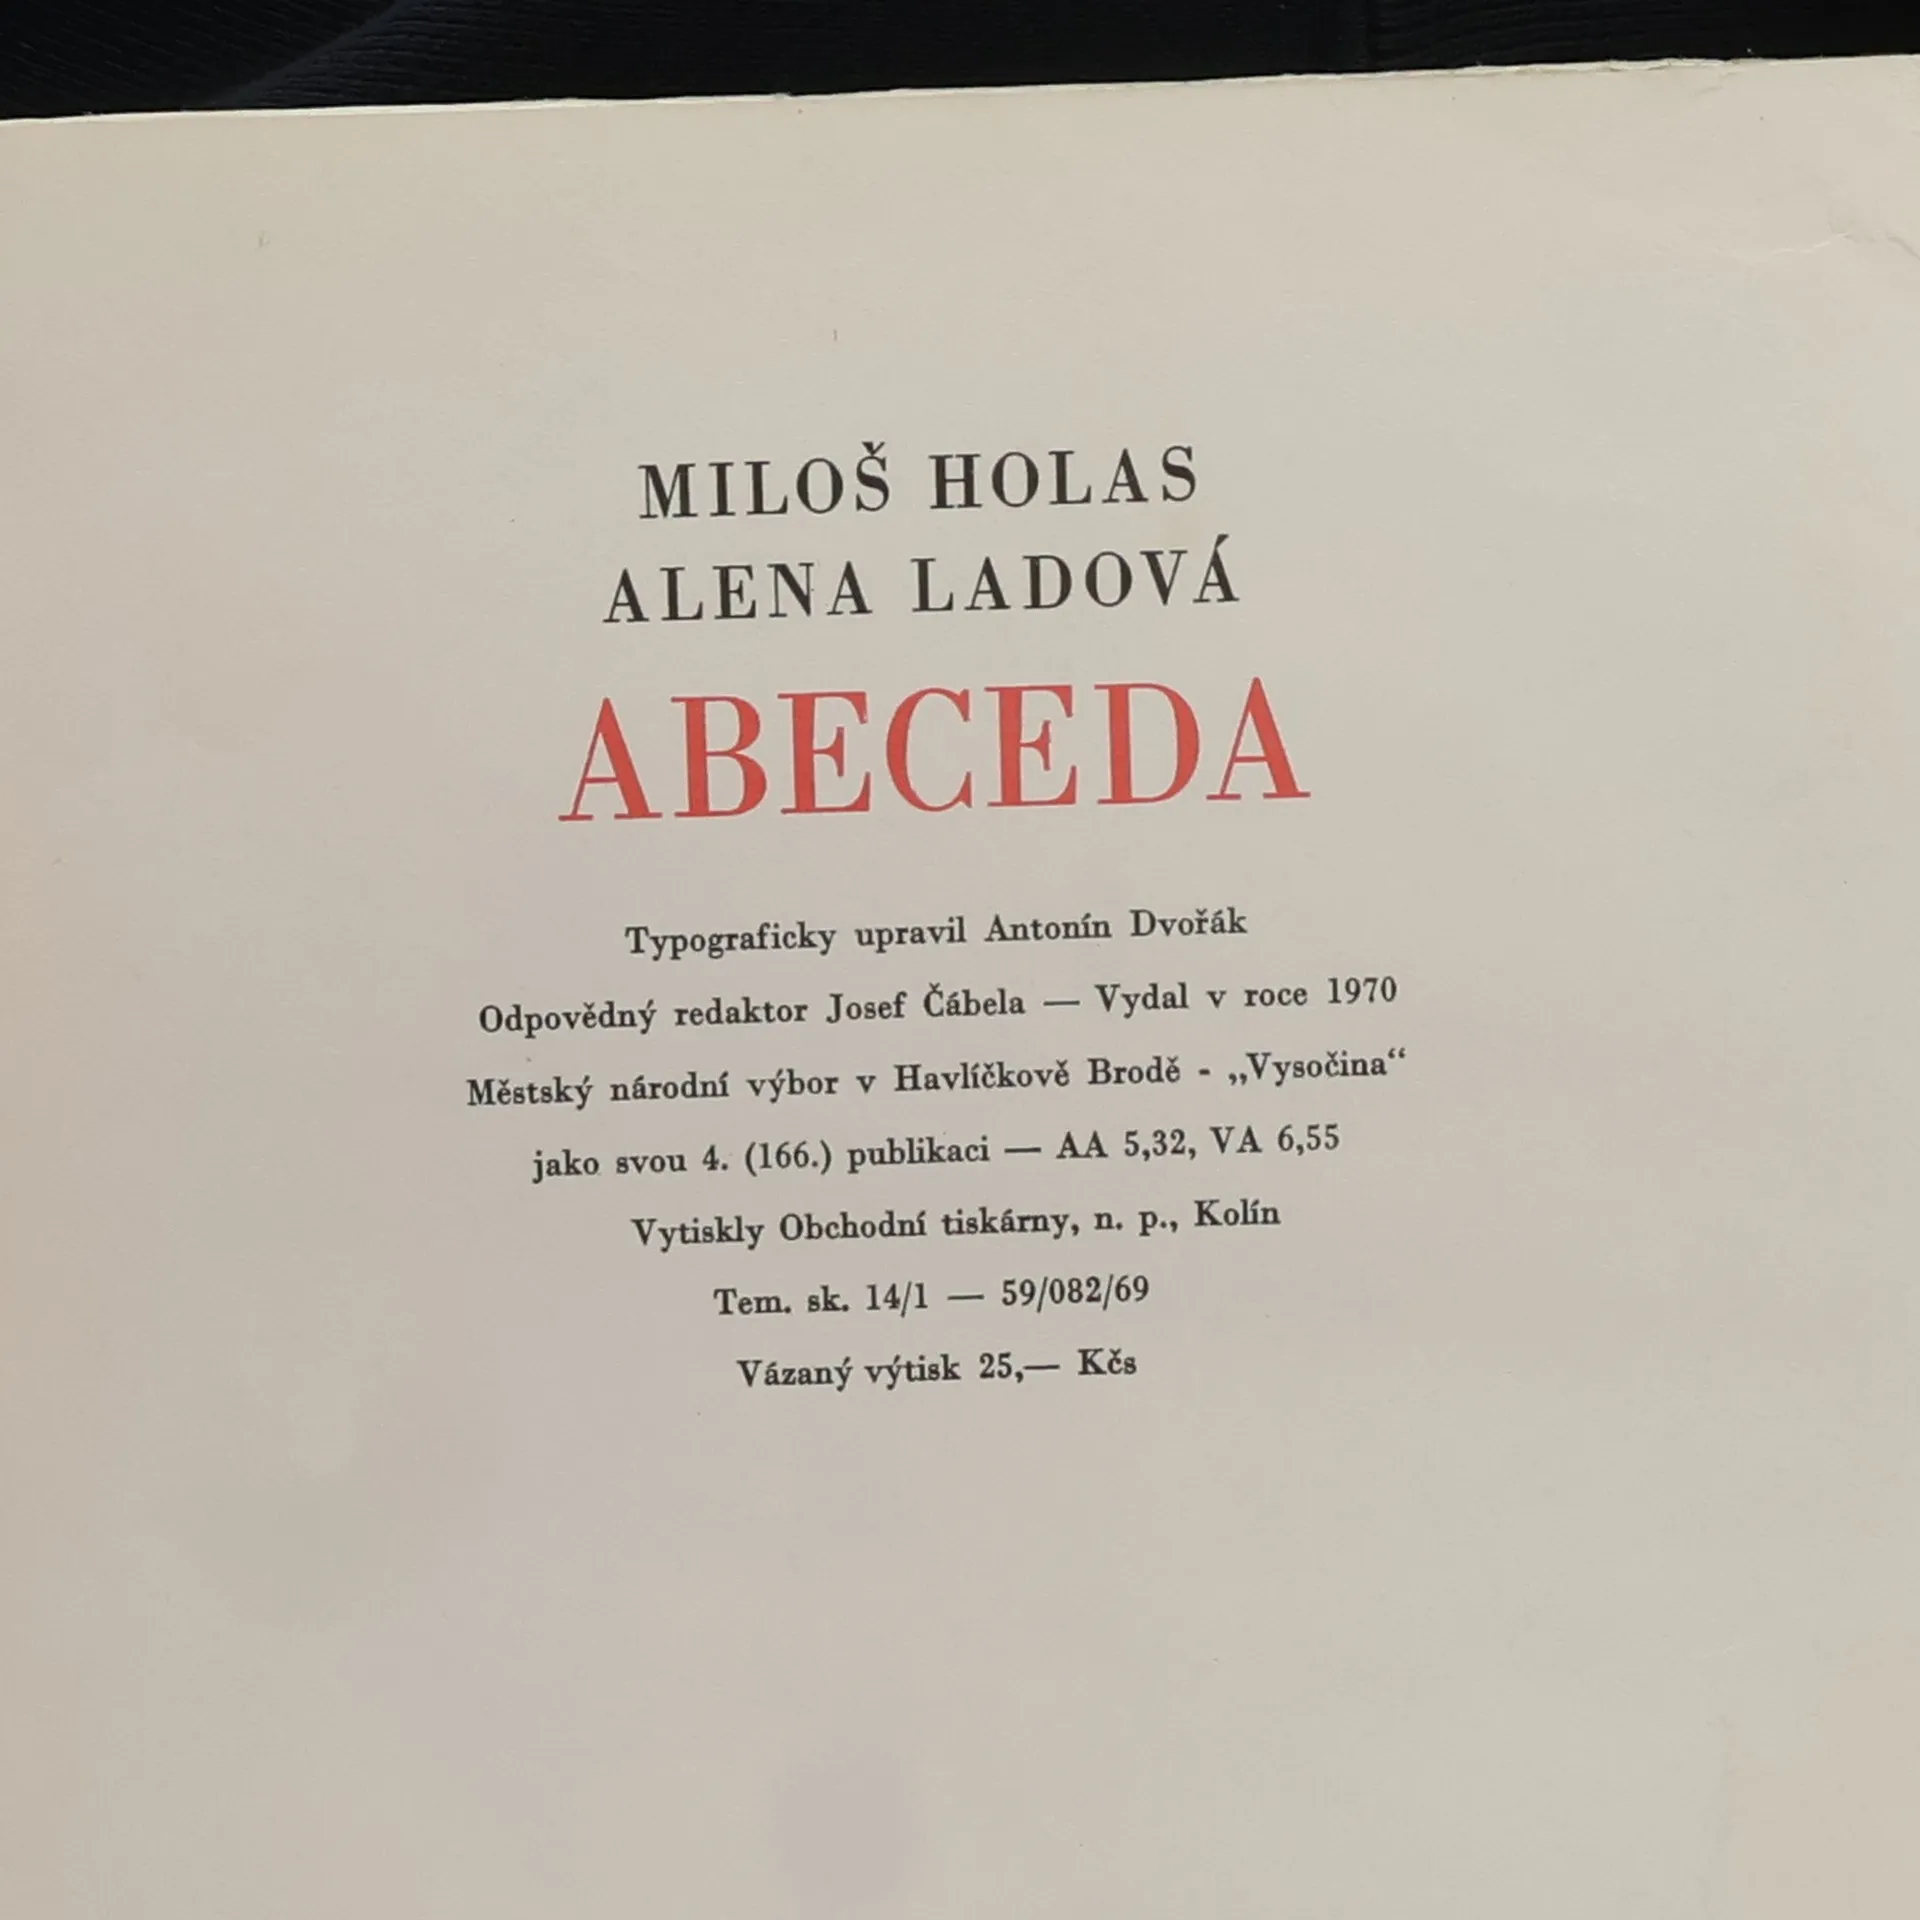 MILOŠ HOLAS
ALENA LADOVÁ
ABECEDA
Typograficky upravil Antonín Dvořák
Odpovědný redaktor Josef Čábela — Vydal v roce 1970
Městský národní výbor v Havlíčkově Brodě - „Vysočina“
jako svou 4. (166.) publikaci — AA 5,32, VA 6,55
Vytiskly Obchodní tiskárny, n. p., Kolín
Tem. sk. 14/1 — 59/082/69
Vázaný výtisk 25,— Kčs